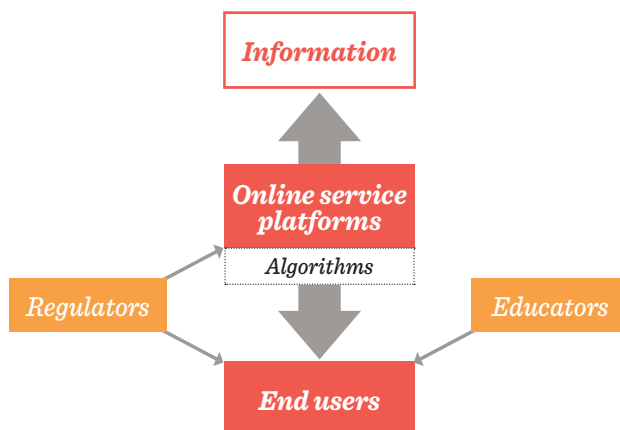 Information
Online service
platforms
Algorithms
Regulators
Educators
End users